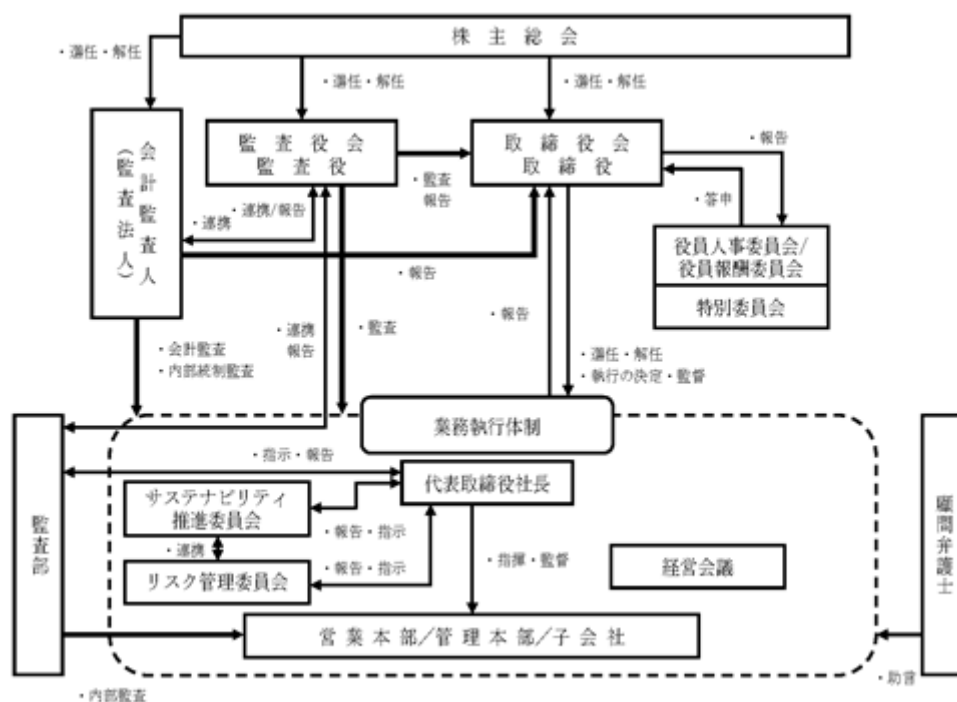 株主総会
・選任・解任
・選任・解任
・選任・解任
監査役会
監査役
取締役会
取締役
・報告
会計監査人
(監査法人)
・監査
報告
・答申
・連携/報告
・連携
役員人事委員会/
役員報酬委員会
特別委員会
・報告
・連携
報告
・監査
・報告
・会計監査
・内部統制監査
・選任・解任
・執行の決定・監督
業務執行体制
・指示・報告
代表取締役社長
サステナビリティ
推進委員会
・報告・指示
・連携
リスク管理委員会
・報告・指示
・指揮・監督
経営会議
監査部
顧問弁護士
営業本部/管理本部/子会社
・助言
・内部監査